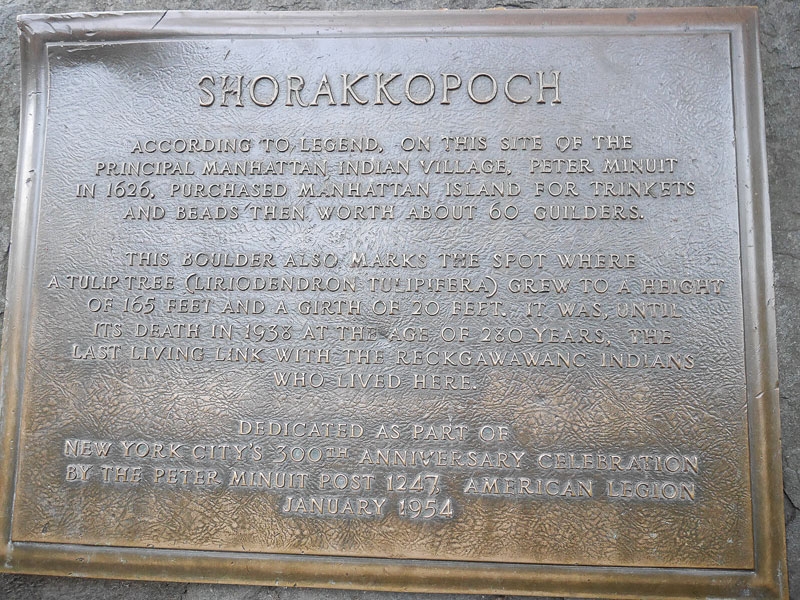 SHORAKKOPOCH
ACCORDING TO LEGEND, ON THIS SITE OF THE
PRINCIPAL MANHATTAN INDIAN VILLAGE, PETER MINUIT
IN 1626, PURCHASED MANHATTAN ISLAND FOR TRINKETS
AND BEADS THEN WORTH ABOUT 60 GUILDERS.
THIS BOULDER ALSO MARKS THE SPOT WHERE
A TULIP TREE (LIRIODENDRON TULIPIFERA) GREW TO A HEIGHT
OF 165 FEET AND A GIRTH OF 20 FEET. IT WAS, UNTIL
ITS DEATH IN 1938 AT THE AGE OF 280 YEARS, THE
LAST LIVING LINK WITH THE RECKGAWAWANC INDIANS
WHO LIVED HERE.
DEDICATED AS PART OF
NEW YORK CITY'S 300TH ANNIVERSARY CELEBRATION
BY THE PETER MINUIT POST 1247, AMERICAN LEGION
JANUARY 1954